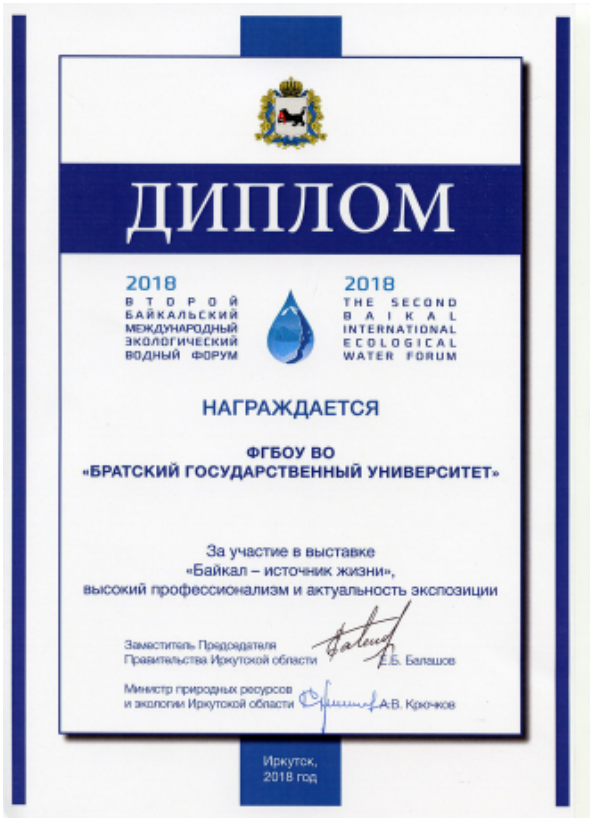 ДИПЛОМ
2018
ВТОРОЙ
БАЙКАЛЬСКИЙ
МЕЖДУНАРОДНЫЙ
ЭКОЛОГИЧЕСКИЙ
ВОДНЫЙ ФОРУМ
2018
THE SECOND
BAIKAL
INTERNATIONAL
ECOLOGICAL
WATER FORUM
НАГРАЖДАЕТСЯ
ФГБОУ ВО
«БРАТСКИЙ ГОСУДАРСТВЕННЫЙ УНИВЕРСИТЕТ»
За участие в выставке
«Байкал – источник жизни»,
высокий профессионализм и актуальность экспозиции
Заместитель Председателя
Правительства Иркутской области Е.Б. Балашов
Министр природных ресурсов
и экологии Иркутской области А.В. Крючков
Иркутск,
2018 год